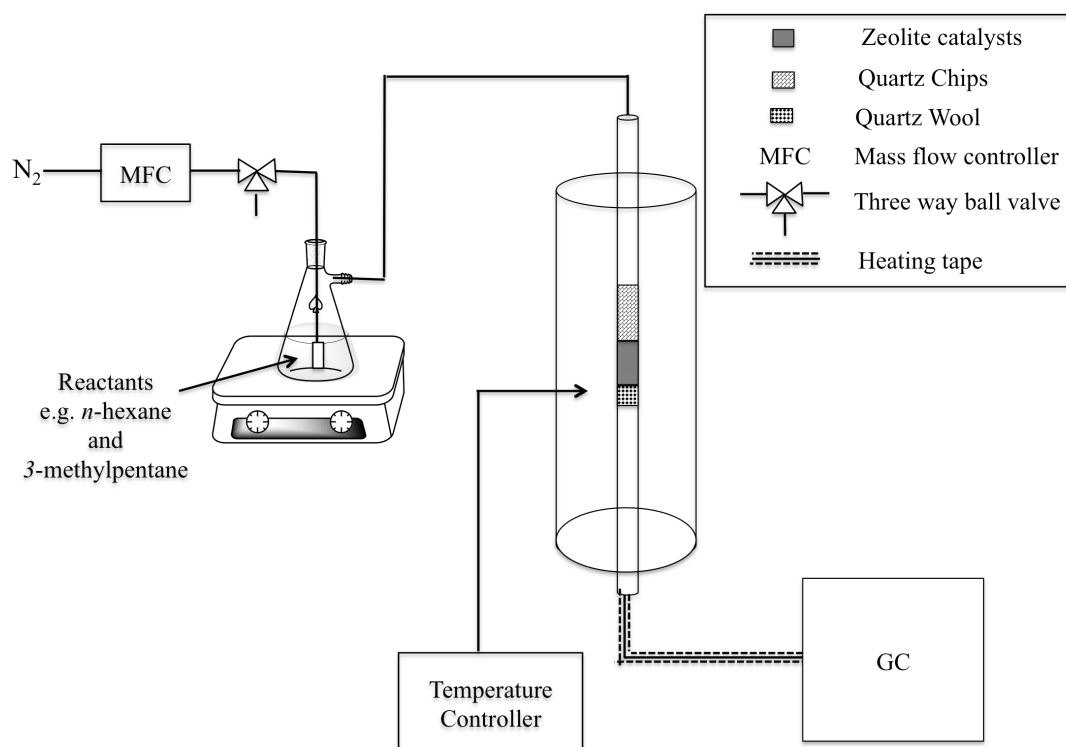 N2
MFC
Reactants
e.g. n-hexane
and
3-methylpentane
Temperature
Controller
GC
Zeolite catalysts
Quartz Chips
Quartz Wool
MFC Mass flow controller
Three way ball valve
Heating tape